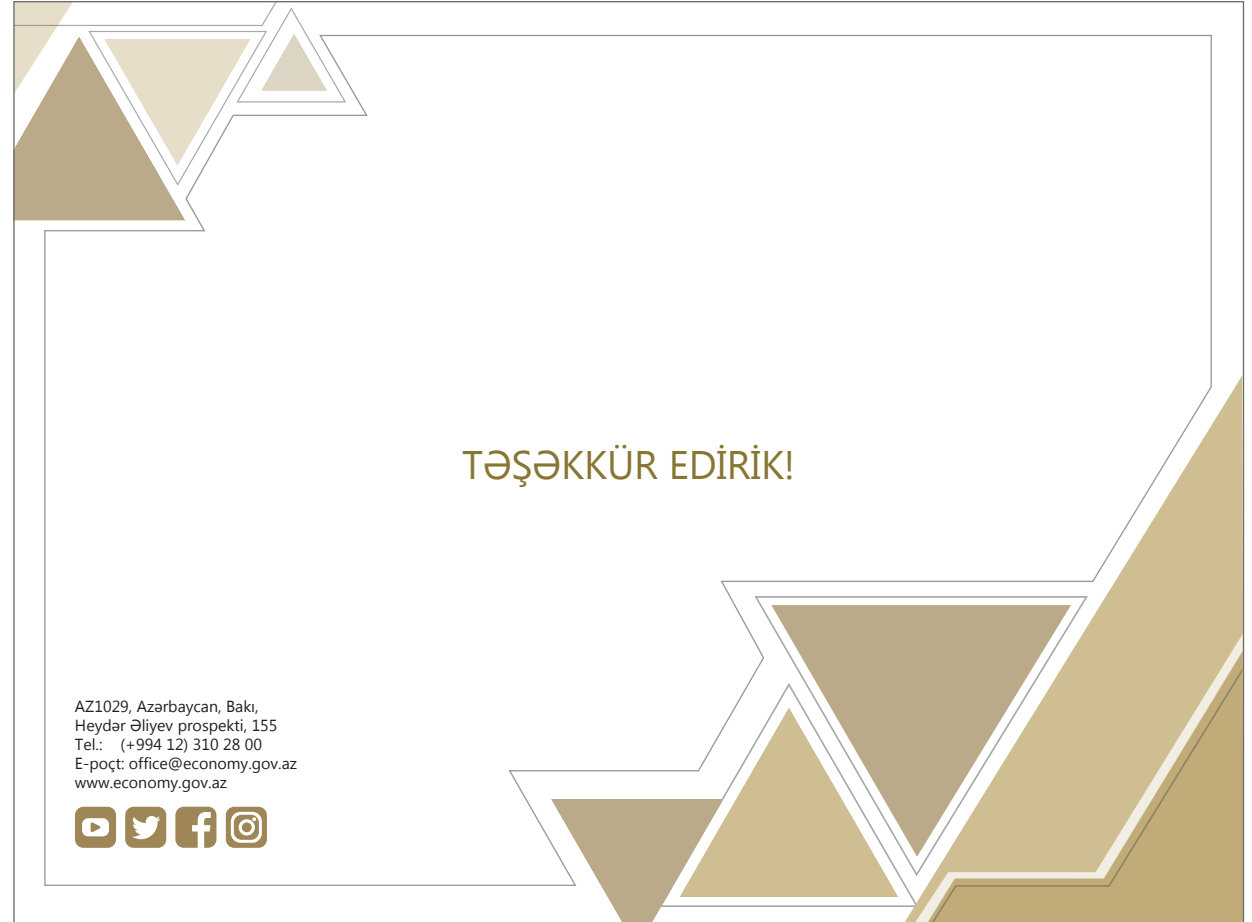 TƏŞƏKKÜR EDİRİK!
AZ1029, Azərbaycan, Bakı,
Heydər Əliyev prospekti, 155
Tel.: (+994 12) 310 28 00
E-poçt: office@economy.gov.az
www.economy.gov.az